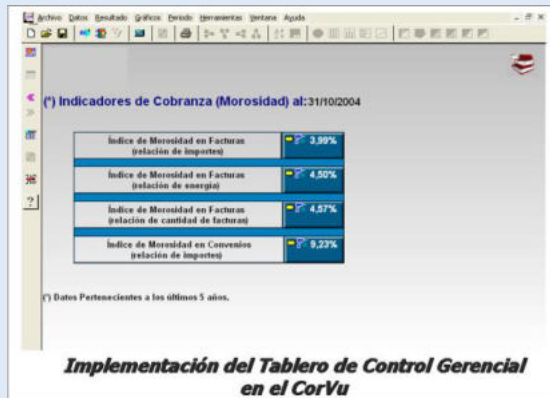 Archivo Datos Resultado Gráficos Periodo Herramientas Ventana Ayuda
(*) Indicadores de Cobranza (Morosidad) al:31/10/2004
Índice de Morosidad en Facturas
(relación de importes)
3,99%
Índice de Morosidad en Facturas
(relación de energía)
4,50%
Índice de Morosidad en Facturas
(relación de cantidad de facturas)
4,57%
Índice de Morosidad en Convenios
(relación de importes)
9,23%
(*) Datos Pertenecientes a los últimos 5 años.
Implementación del Tablero de Control Gerencial
en el CorVu